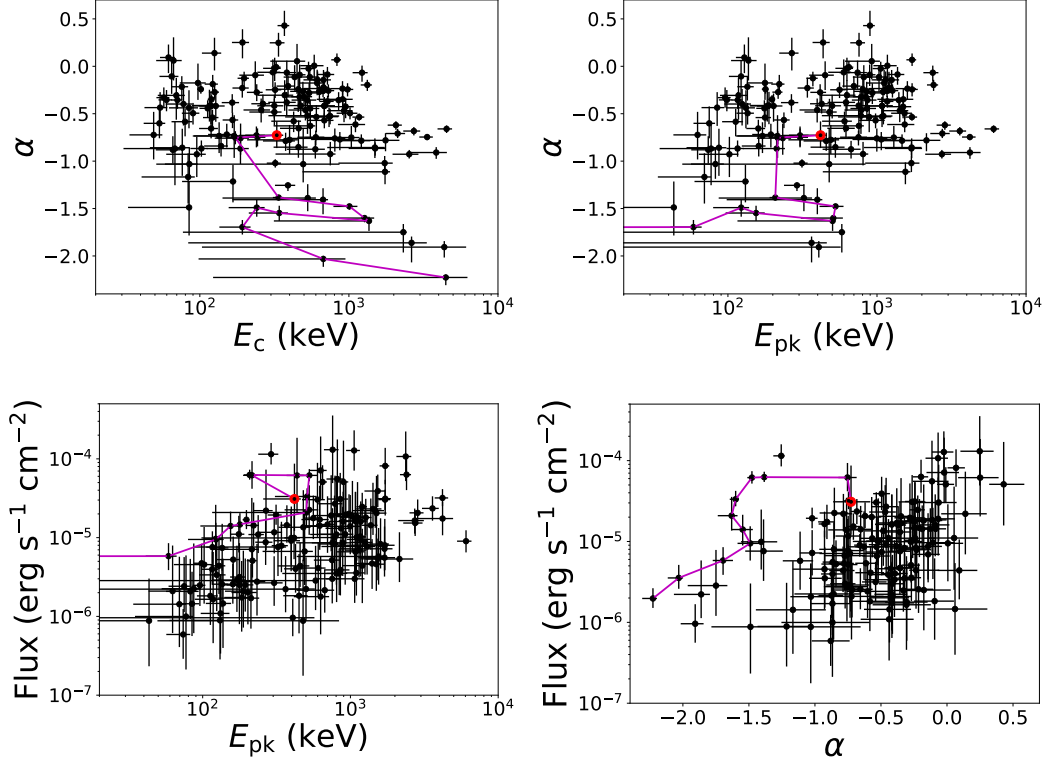 0.5
0.0
−0.5
−1.0
−1.5
−2.0
α
10² 10³ 10⁴
E_c (keV)
0.5
0.0
−0.5
−1.0
−1.5
−2.0
α
10² 10³ 10⁴
E_pk (keV)
10⁻⁴
10⁻⁵
10⁻⁶
10⁻⁷
Flux (erg s⁻¹ cm⁻²)
10² 10³ 10⁴
E_pk (keV)
10⁻⁴
10⁻⁵
10⁻⁶
10⁻⁷
Flux (erg s⁻¹ cm⁻²)
−2.0 −1.5 −1.0 −0.5 0.0 0.5
α